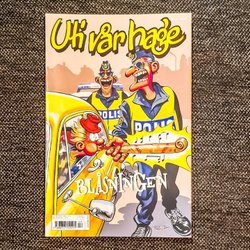 Uti vår hage
POLIS
POLIS
BLÅSNINGEN